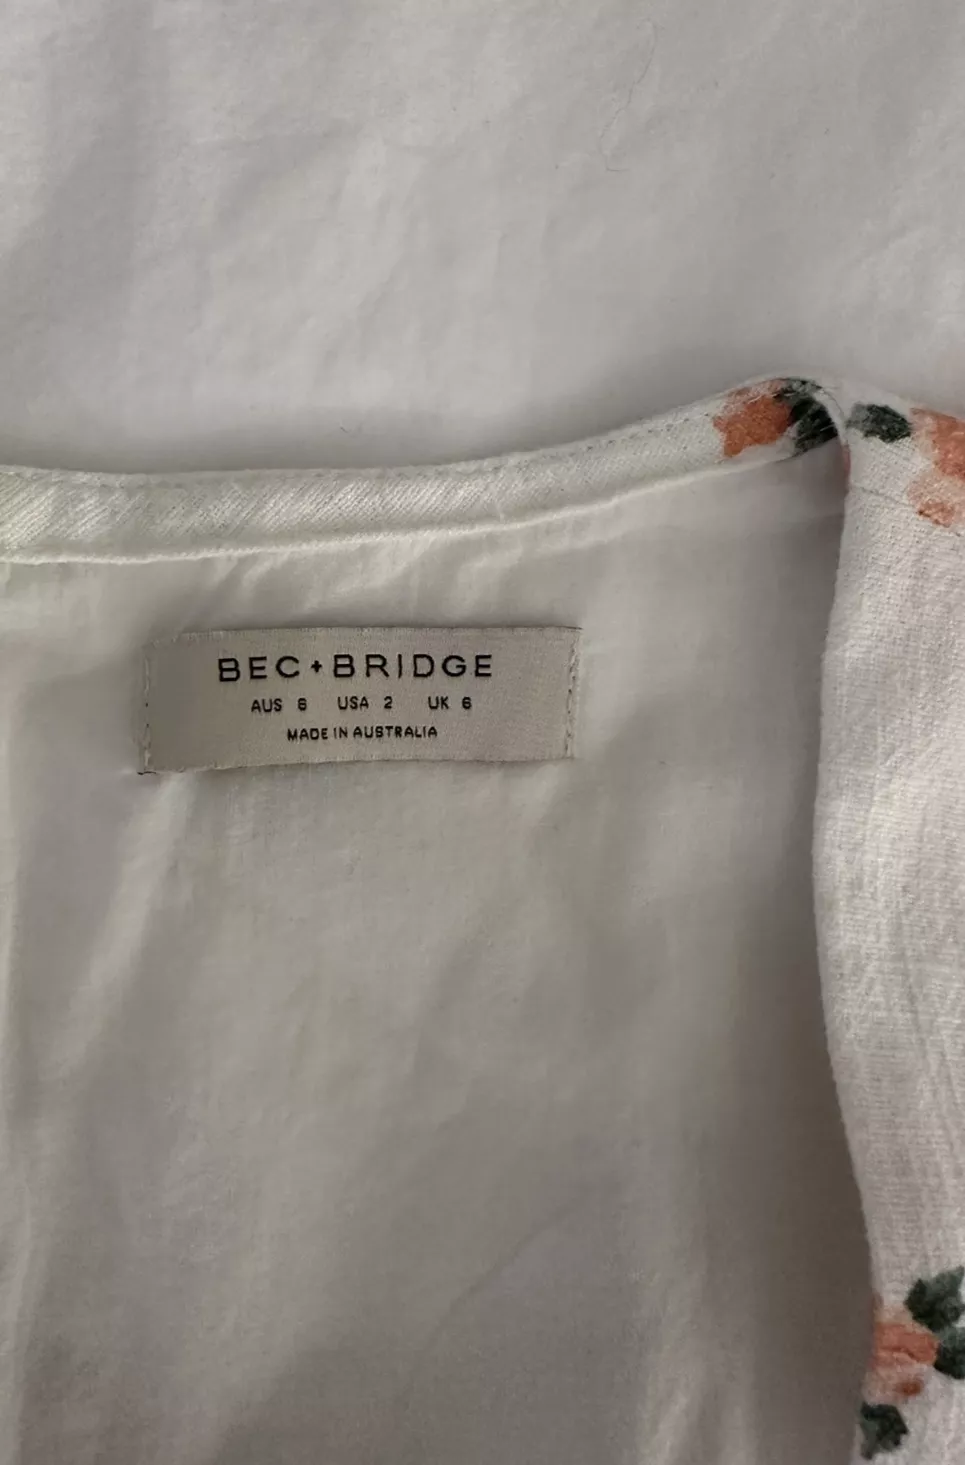 BEC+BRIDGE
AUS 6 USA 2 UK 6
MADE IN AUSTRALIA